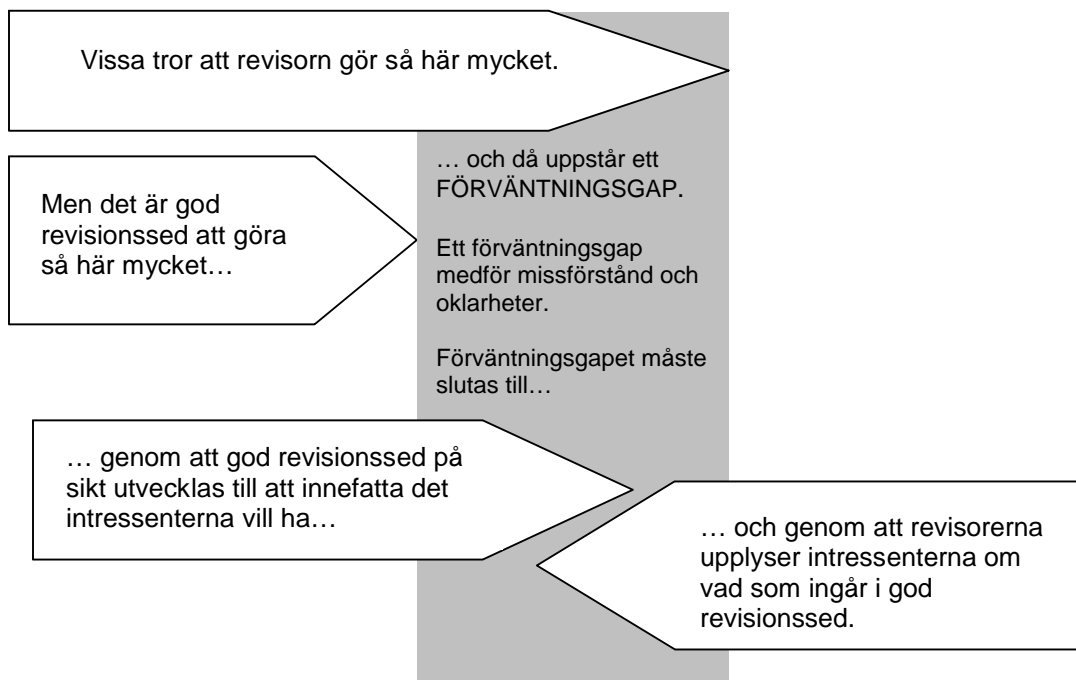 Vissa tror att revisorn gör så här mycket.
Men det är god
revisionssed att göra
så här mycket…
… och då uppstår ett
FÖRVÄNTNINGSGAP.
Ett förväntningsgap
medför missförstånd och
oklarheter.
Förväntningsgapet måste
slutas till…
… genom att god revisionssed på
sikt utvecklas till att innefatta det
intressenterna vill ha…
… och genom att revisorerna
upplyser intressenterna om
vad som ingår i god
revisionssed.